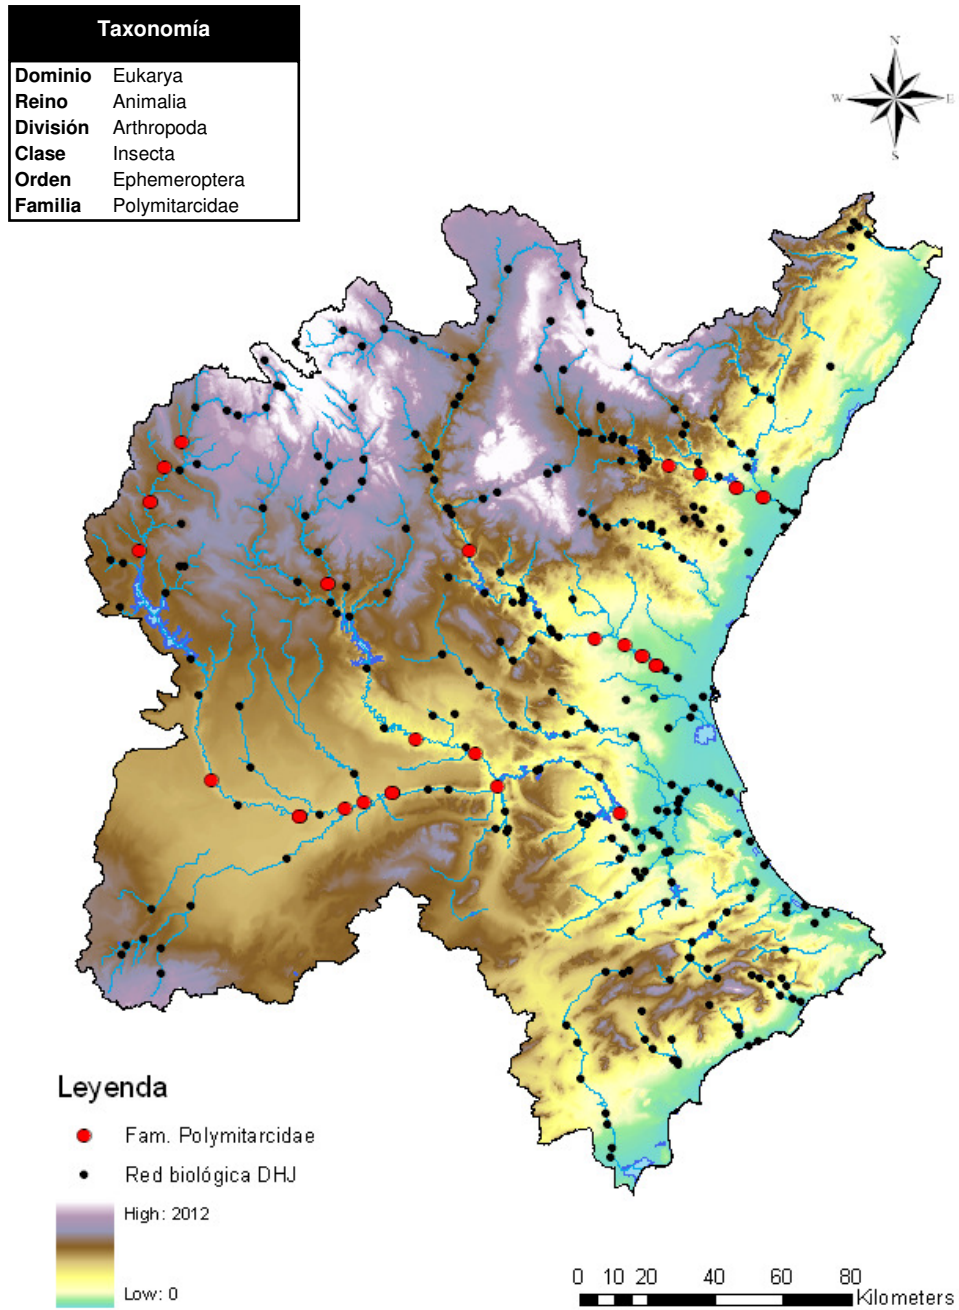 Taxonomía
Dominio Eukarya
Reino Animalia
División Arthropoda
Clase Insecta
Orden Ephemeroptera
Familia Polymitarcidae
N
W E
S
Leyenda
Fam. Polymitarcidae
Red biológica DHJ
High: 2012
Low: 0
0 10 20 40 60 80
Kilometers